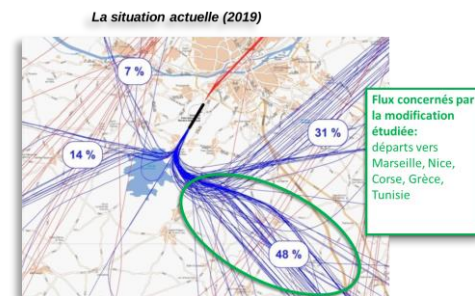 La situation actuelle (2019)
7 %
31 %
14 %
48 %
Flux concernés par
la modification
étudiée:
départs vers
Marseille, Nice,
Corse, Grèce,
Tunisie